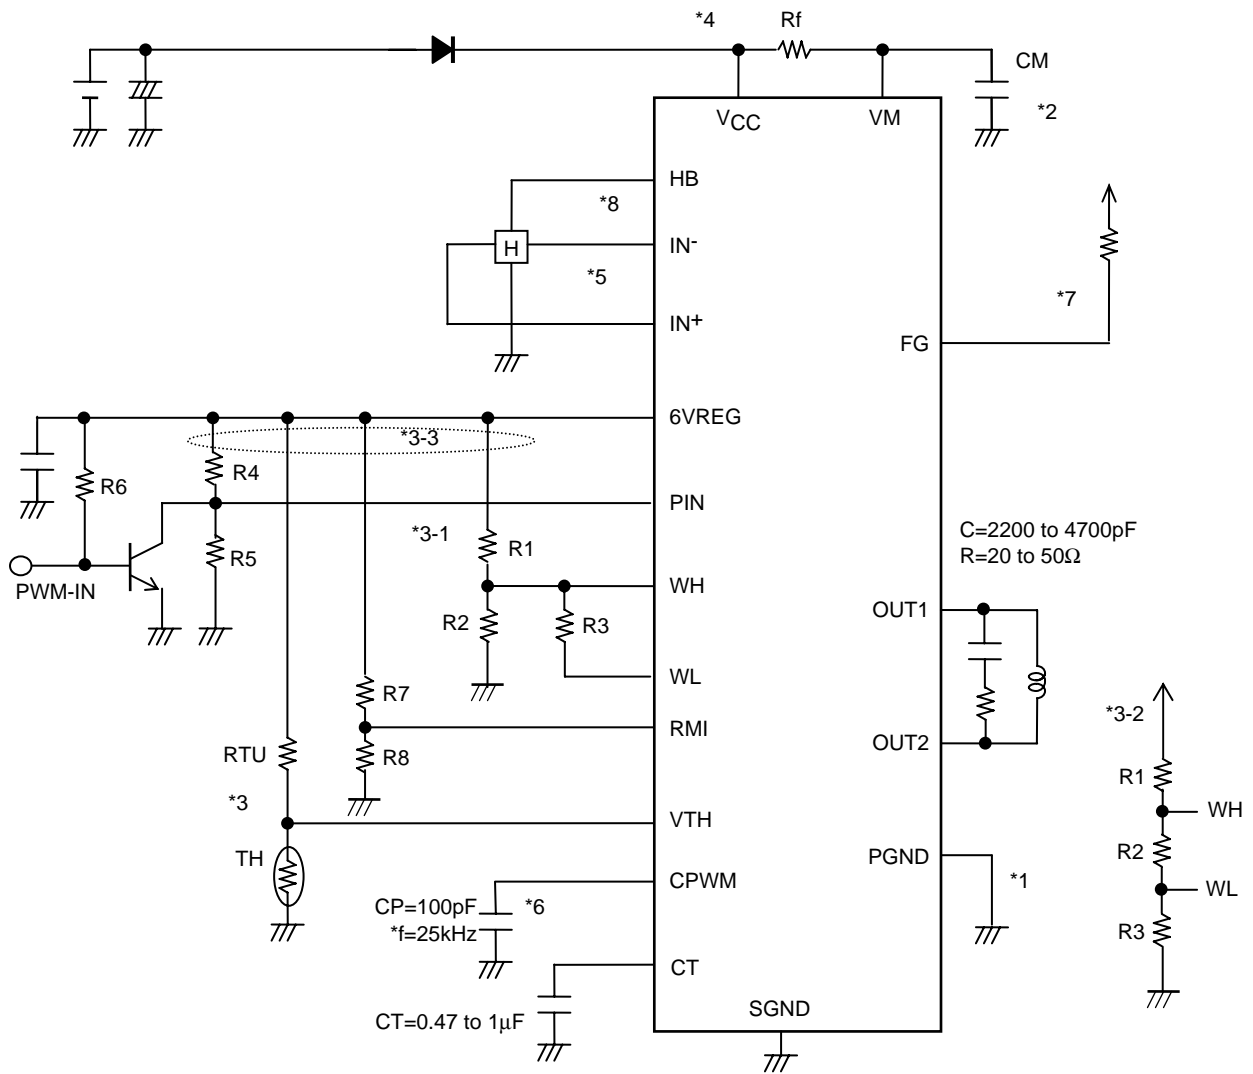 *4
Rf
CM
*2
VCC
VM
HB
*8
H
IN-
*5
IN+
*7
FG
6VREG
*3-3
R4
R6
PIN
*3-1
R1
R5
PWM-IN
WH
R2
R3
WL
C=2200 to 4700pF
R=20 to 50Ω
OUT1
R7
RMI
R8
OUT2
*3-2
RTU
*3
R1
WH
VTH
TH
R2
PGND
*1
WL
CPWM
CP=100pF
*6
*f=25kHz
R3
CT
CT=0.47 to 1μF
SGND